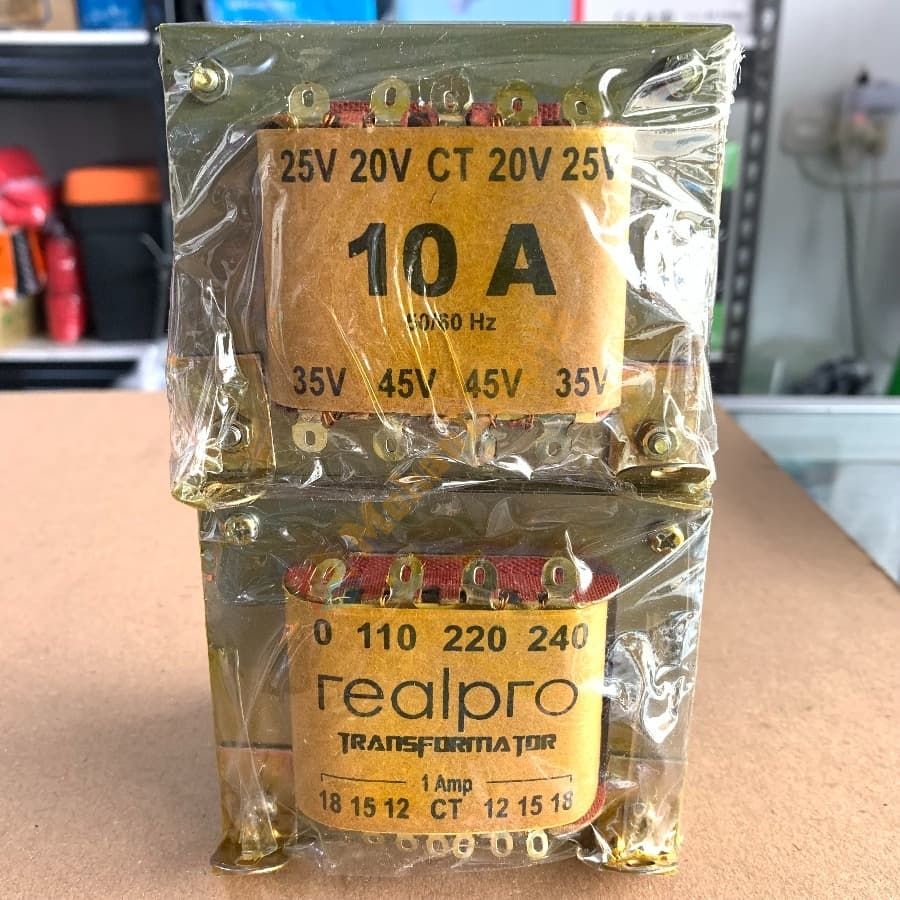 25V 20V CT 20V 25V
10 A
50/60 Hz
35V 45V 45V 35V
0 110 220 240
realpro
TRANSFORMATOR
1 Amp
18 15 12 CT 12 15 18